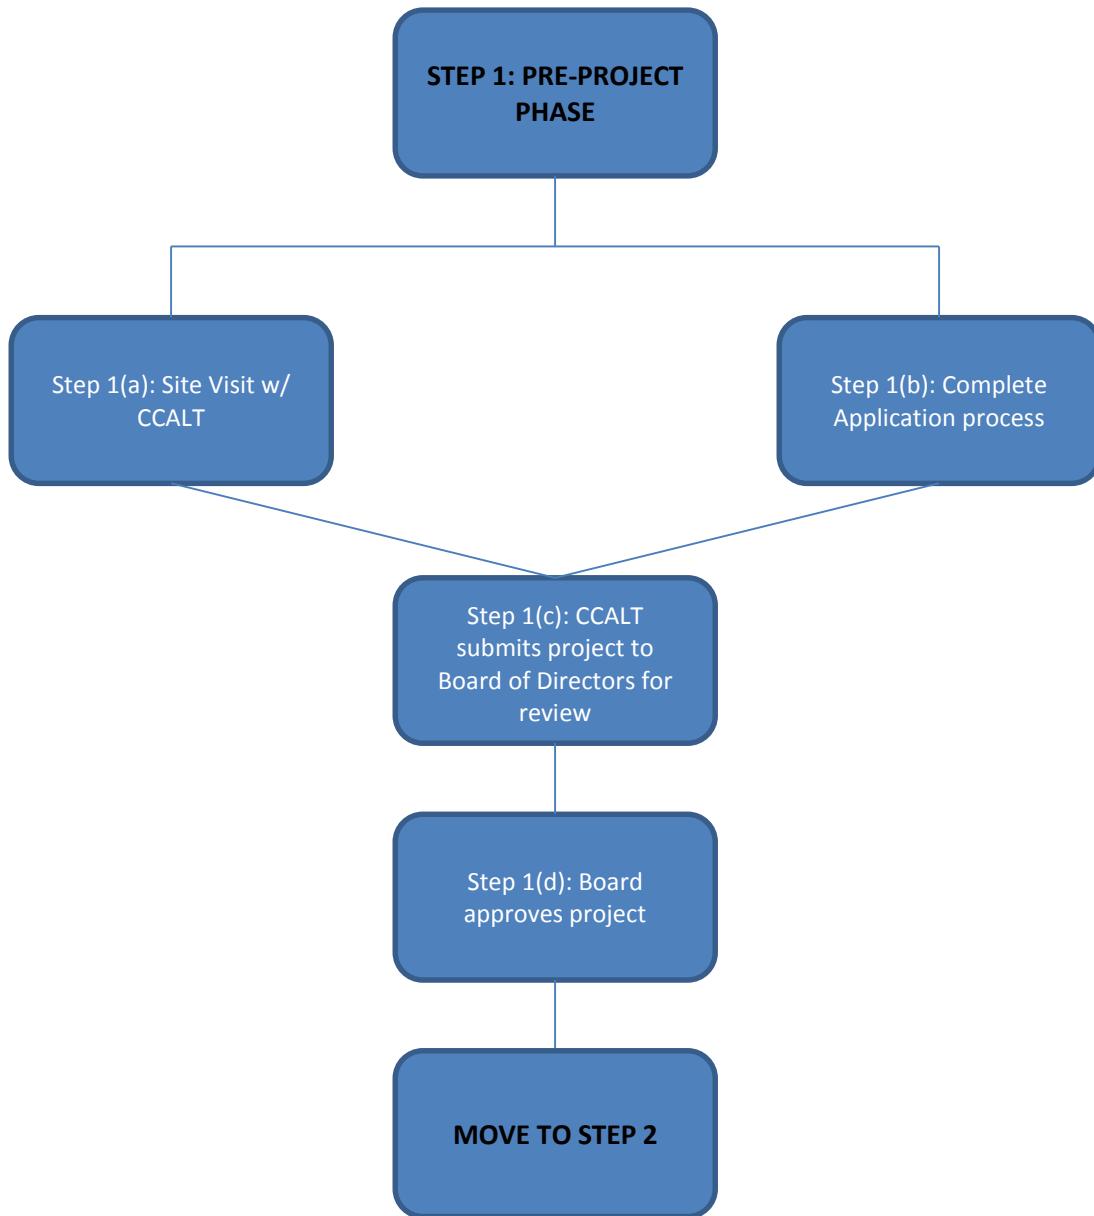 STEP 1: PRE-PROJECT
PHASE
Step 1(a): Site Visit w/
CCALT
Step 1(b): Complete
Application process
Step 1(c): CCALT
submits project to
Board of Directors for
review
Step 1(d): Board
approves project
MOVE TO STEP 2